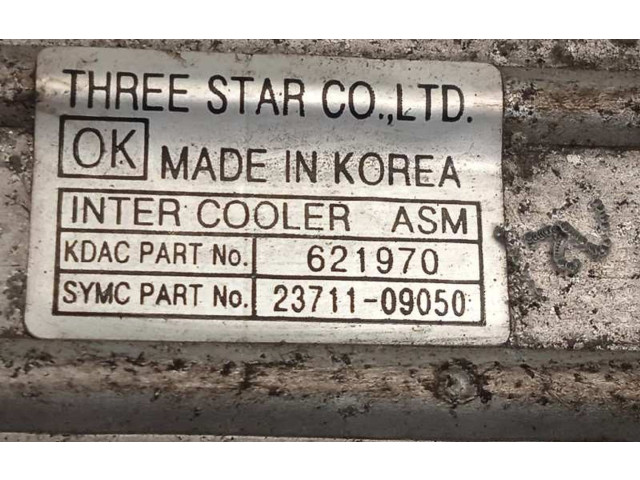 THREE STAR CO.,LTD.
OK MADE IN KOREA
INTER COOLER ASM
KDAC PART No. 621970
SYMC PART No. 23711-09050